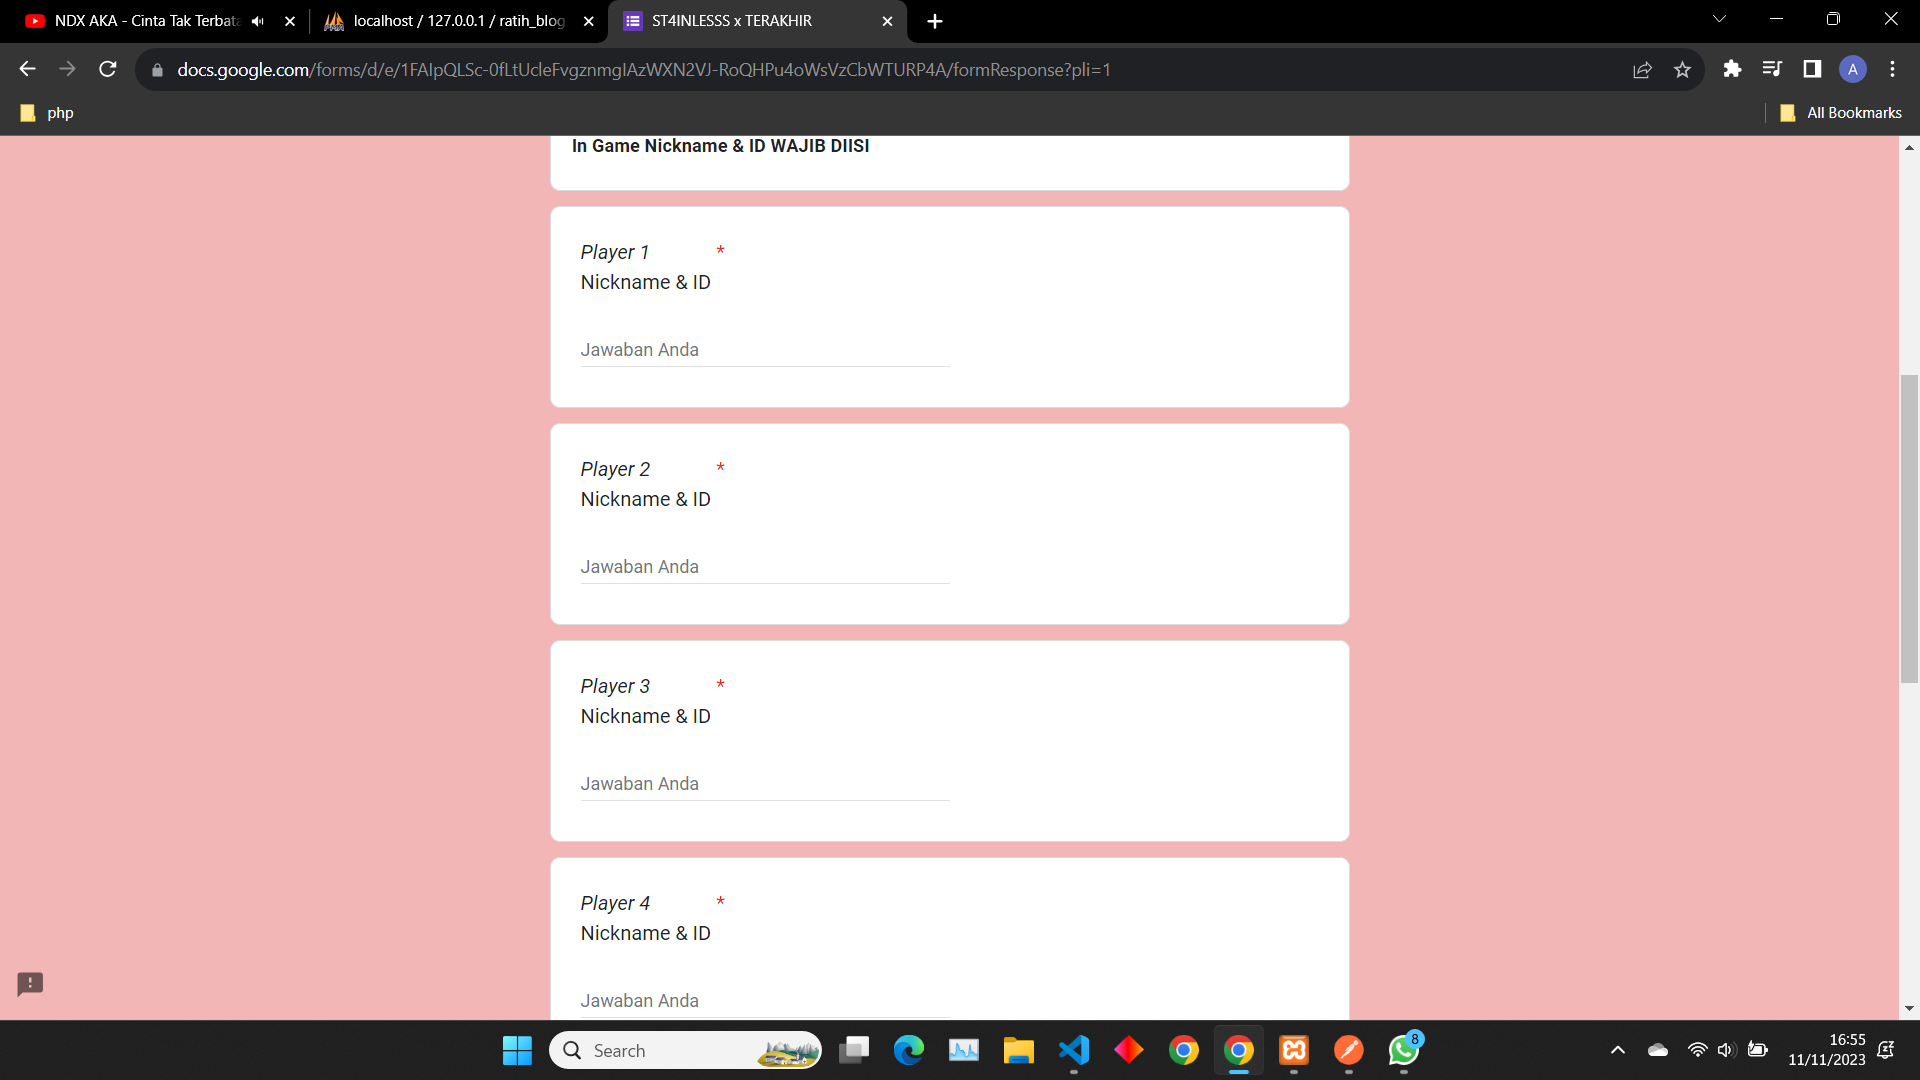 NDX AKA - Cinta Tak Terbata
localhost / 127.0.0.1 / ratih_blog
ST4INLESSS x TERAKHIR
docs.google.com/forms/d/e/1FAIpQLSc-0fLtUcleFvgznmgIAzWXN2VJ-RoQHPu4oWsVzCbWTURP4A/formResponse?pli=1
A
php
All Bookmarks
In Game Nickname & ID WAJIB DIISI
Player 1 *
Nickname & ID
Jawaban Anda
Player 2 *
Nickname & ID
Jawaban Anda
Player 3 *
Nickname & ID
Jawaban Anda
Player 4 *
Nickname & ID
Jawaban Anda
Search
8
16:55
11/11/2023